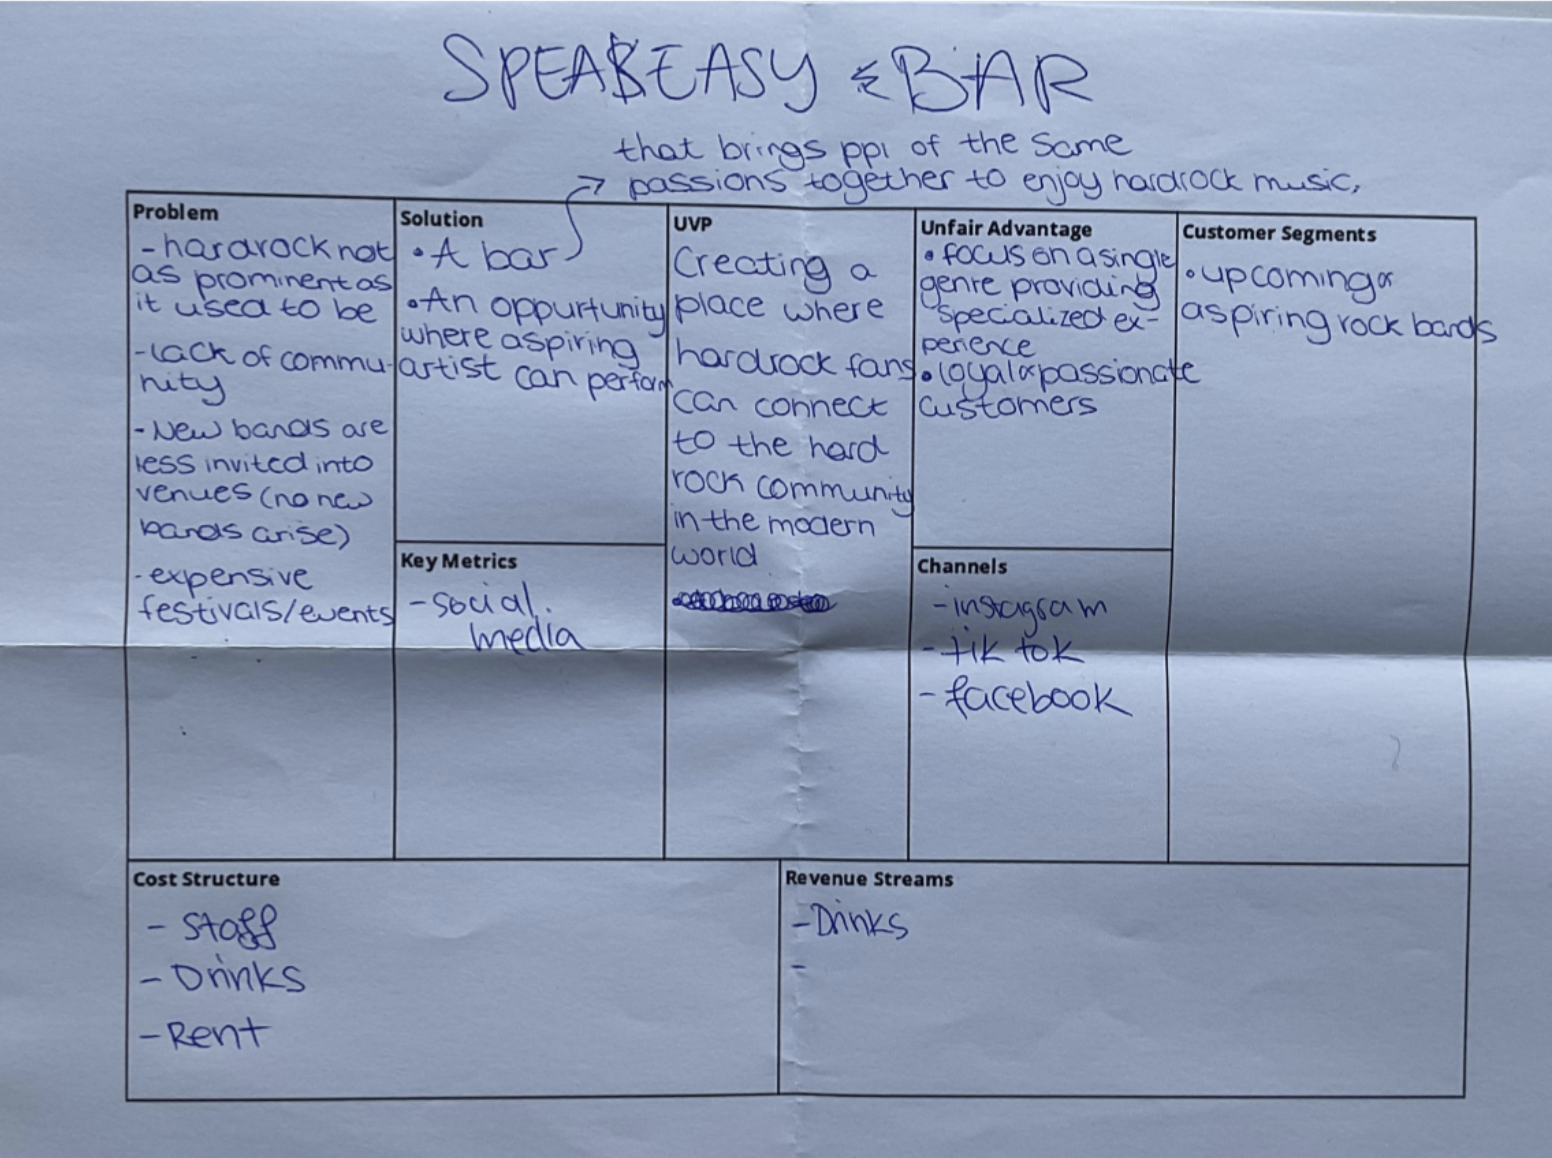 SPEAKEASY & BAR
that brings ppl of the same
passions together to enjoy hardrock music,
Problem
- hardrock not
as prominent as
it used to be
- Lack of commu-
nity
- New bands are
less invited into
venues (no new
bands arise)
- expensive
festivals/events
Solution
• A bar
• An oppurtunity
where aspiring
artist can perform
Key Metrics
- social.
media
UVP
Creating a
place where
hardrock fans
can connect
to the hard
rock community
in the modern
world
Unfair Advantage
• focus on a single
genre providing
specialized ex-
perience
• loyal & passionate
customers
Channels
- instagram
- tik tok
- facebook
Customer Segments
• upcoming &
aspiring rock bands
Cost Structure
- Staff
- Drinks
- Rent
Revenue Streams
- Drinks
-